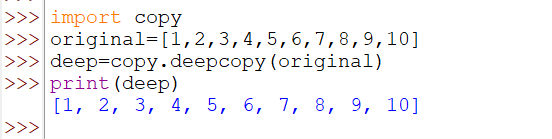 >>> import copy
>>> original=[1,2,3,4,5,6,7,8,9,10]
>>> deep=copy.deepcopy(original)
>>> print(deep)
[1, 2, 3, 4, 5, 6, 7, 8, 9, 10]
>>>